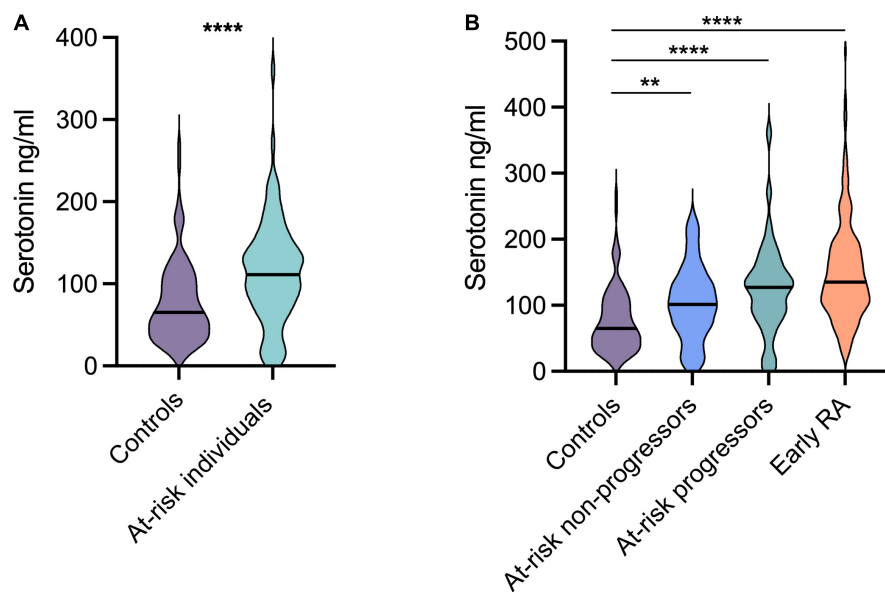 A
****
400
300
200
100
0
Serotonin ng/ml
Controls
At-risk individuals
B
****
****
**
500
400
300
200
100
0
Serotonin ng/ml
Controls
At-risk non-progressors
At-risk progressors
Early RA